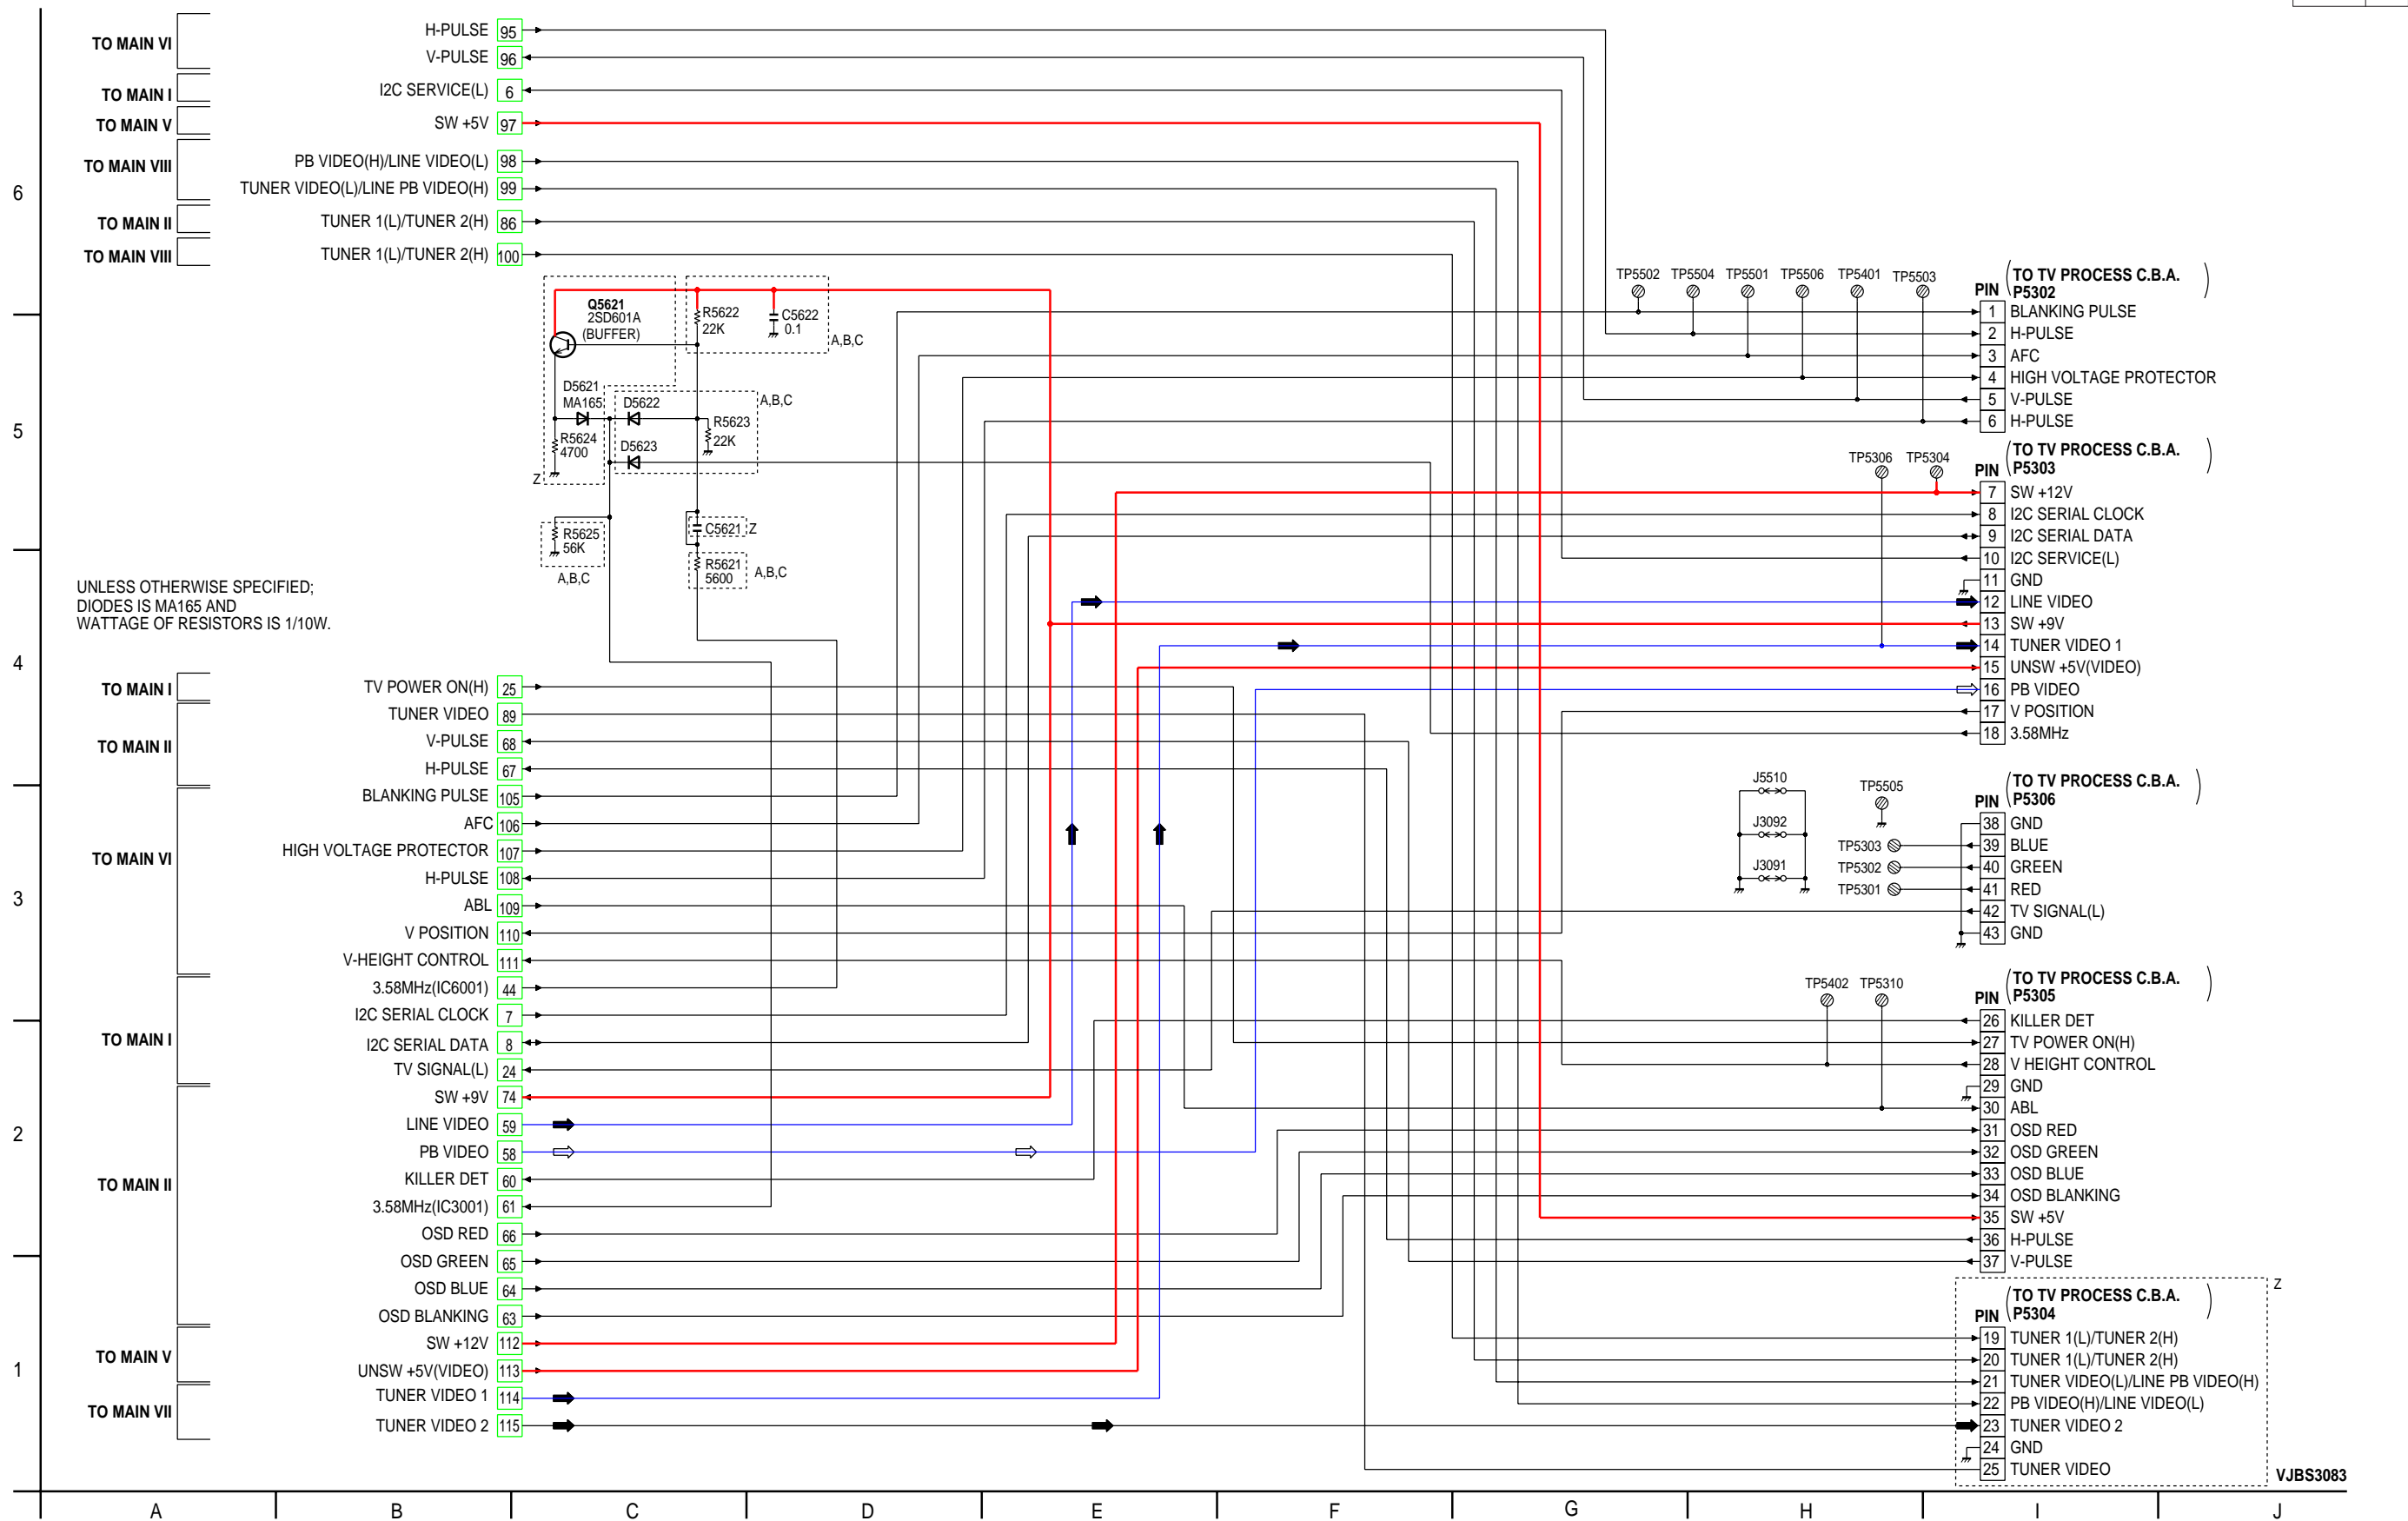 TO MAIN VI
H-PULSE 95
V-PULSE 96
TO MAIN I
I2C SERVICE(L) 6
TO MAIN V
SW +5V 97
TO MAIN VIII
PB VIDEO(H)/LINE VIDEO(L) 98
TUNER VIDEO(L)/LINE PB VIDEO(H) 99
TO MAIN II
TUNER 1(L)/TUNER 2(H) 86
TO MAIN VIII
TUNER 1(L)/TUNER 2(H) 100
6
5
4
3
2
1
Q5621
2SD601A
(BUFFER)
R5622
22K
C5622
0.1
A,B,C
D5621
MA165
D5622
A,B,C
R5623
22K
R5624
4700
D5623
Z
R5625
56K
A,B,C
C5621 Z
R5621
5600
A,B,C
UNLESS OTHERWISE SPECIFIED;
DIODES IS MA165 AND
WATTAGE OF RESISTORS IS 1/10W.
TO MAIN I
TV POWER ON(H) 25
TO MAIN II
TUNER VIDEO 89
V-PULSE 68
H-PULSE 67
TO MAIN VI
BLANKING PULSE 105
AFC 106
HIGH VOLTAGE PROTECTOR 107
H-PULSE 108
ABL 109
V POSITION 110
V-HEIGHT CONTROL 111
TO MAIN I
3.58MHz(IC6001) 44
I2C SERIAL CLOCK 7
I2C SERIAL DATA 8
TV SIGNAL(L) 24
TO MAIN II
SW +9V 74
LINE VIDEO 59
PB VIDEO 58
KILLER DET 60
3.58MHz(IC3001) 61
OSD RED 66
OSD GREEN 65
OSD BLUE 64
OSD BLANKING 63
TO MAIN V
SW +12V 112
UNSW +5V(VIDEO) 113
TO MAIN VII
TUNER VIDEO 1 114
TUNER VIDEO 2 115
TP5502 TP5504 TP5501 TP5506 TP5401 TP5503
PIN (TO TV PROCESS C.B.A.
P5302)
1 BLANKING PULSE
2 H-PULSE
3 AFC
4 HIGH VOLTAGE PROTECTOR
5 V-PULSE
6 H-PULSE
TP5306 TP5304
PIN (TO TV PROCESS C.B.A.
P5303)
7 SW +12V
8 I2C SERIAL CLOCK
9 I2C SERIAL DATA
10 I2C SERVICE(L)
11 GND
12 LINE VIDEO
13 SW +9V
14 TUNER VIDEO 1
15 UNSW +5V(VIDEO)
16 PB VIDEO
17 V POSITION
18 3.58MHz
J5510
J3092
J3091
TP5505
TP5303
TP5302
TP5301
PIN (TO TV PROCESS C.B.A.
P5306)
38 GND
39 BLUE
40 GREEN
41 RED
42 TV SIGNAL(L)
43 GND
TP5402 TP5310
PIN (TO TV PROCESS C.B.A.
P5305)
26 KILLER DET
27 TV POWER ON(H)
28 V HEIGHT CONTROL
29 GND
30 ABL
31 OSD RED
32 OSD GREEN
33 OSD BLUE
34 OSD BLANKING
35 SW +5V
36 H-PULSE
37 V-PULSE
Z
PIN (TO TV PROCESS C.B.A.
P5304)
19 TUNER 1(L)/TUNER 2(H)
20 TUNER 1(L)/TUNER 2(H)
21 TUNER VIDEO(L)/LINE PB VIDEO(H)
22 PB VIDEO(H)/LINE VIDEO(L)
23 TUNER VIDEO 2
24 GND
25 TUNER VIDEO
VJBS3083
A B C D E F G H I J